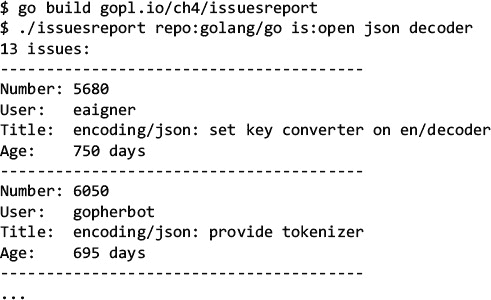 $ go build gopl.io/ch4/issuesreport
$ ./issuesreport repo:golang/go is:open json decoder
13 issues:
----------------------------------------
Number: 5680
User:   eaigner
Title:  encoding/json: set key converter on en/decoder
Age:    750 days
----------------------------------------
Number: 6050
User:   gopherbot
Title:  encoding/json: provide tokenizer
Age:    695 days
----------------------------------------
...